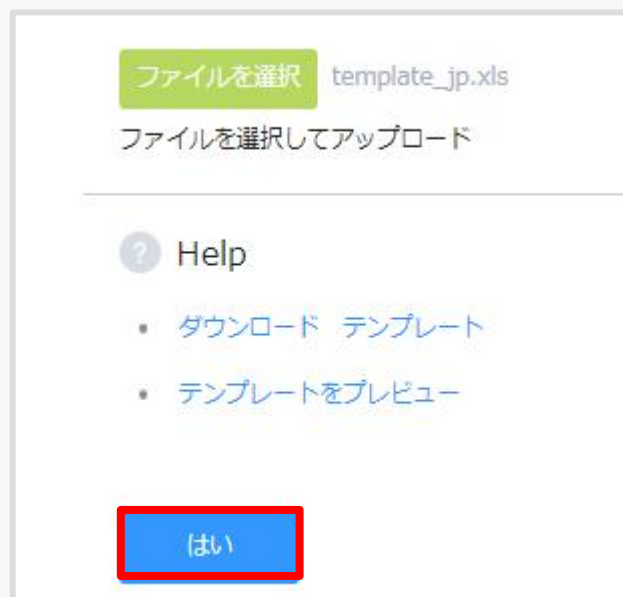 ファイルを選択 template_jp.xls
ファイルを選択してアップロード
? Help
• ダウンロード テンプレート
• テンプレートをプレビュー
はい